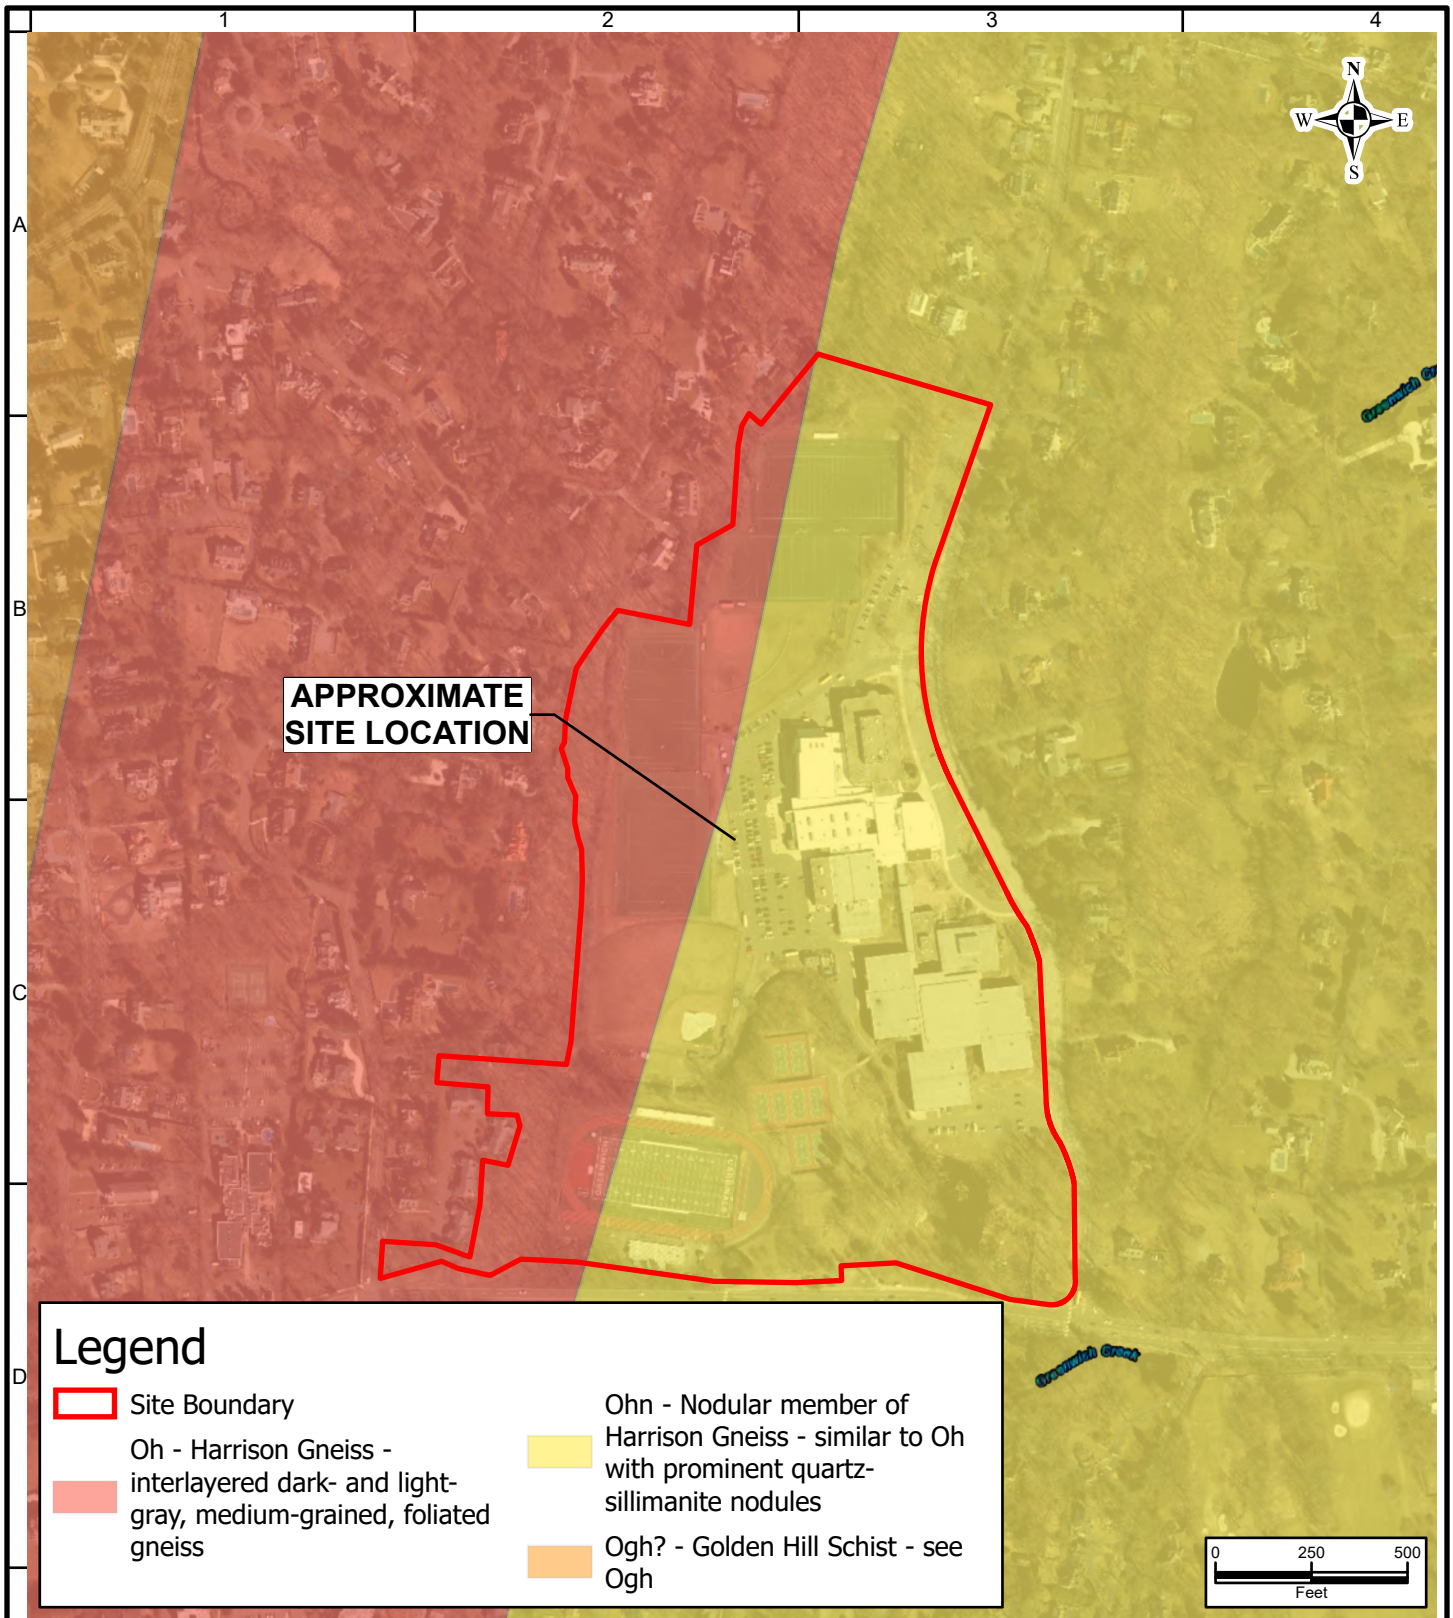 1
2
3
4
N
W
E
S
A
B
C
D
Greenwich
APPROXIMATE
SITE LOCATION
Greenwich Creek
Legend
Site Boundary
Oh - Harrison Gneiss -
interlayered dark- and light-
gray, medium-grained, foliated
gneiss
Ohn - Nodular member of
Harrison Gneiss - similar to Oh
with prominent quartz-
sillimanite nodules
Ogh? - Golden Hill Schist - see
Ogh
0
250
500
Feet